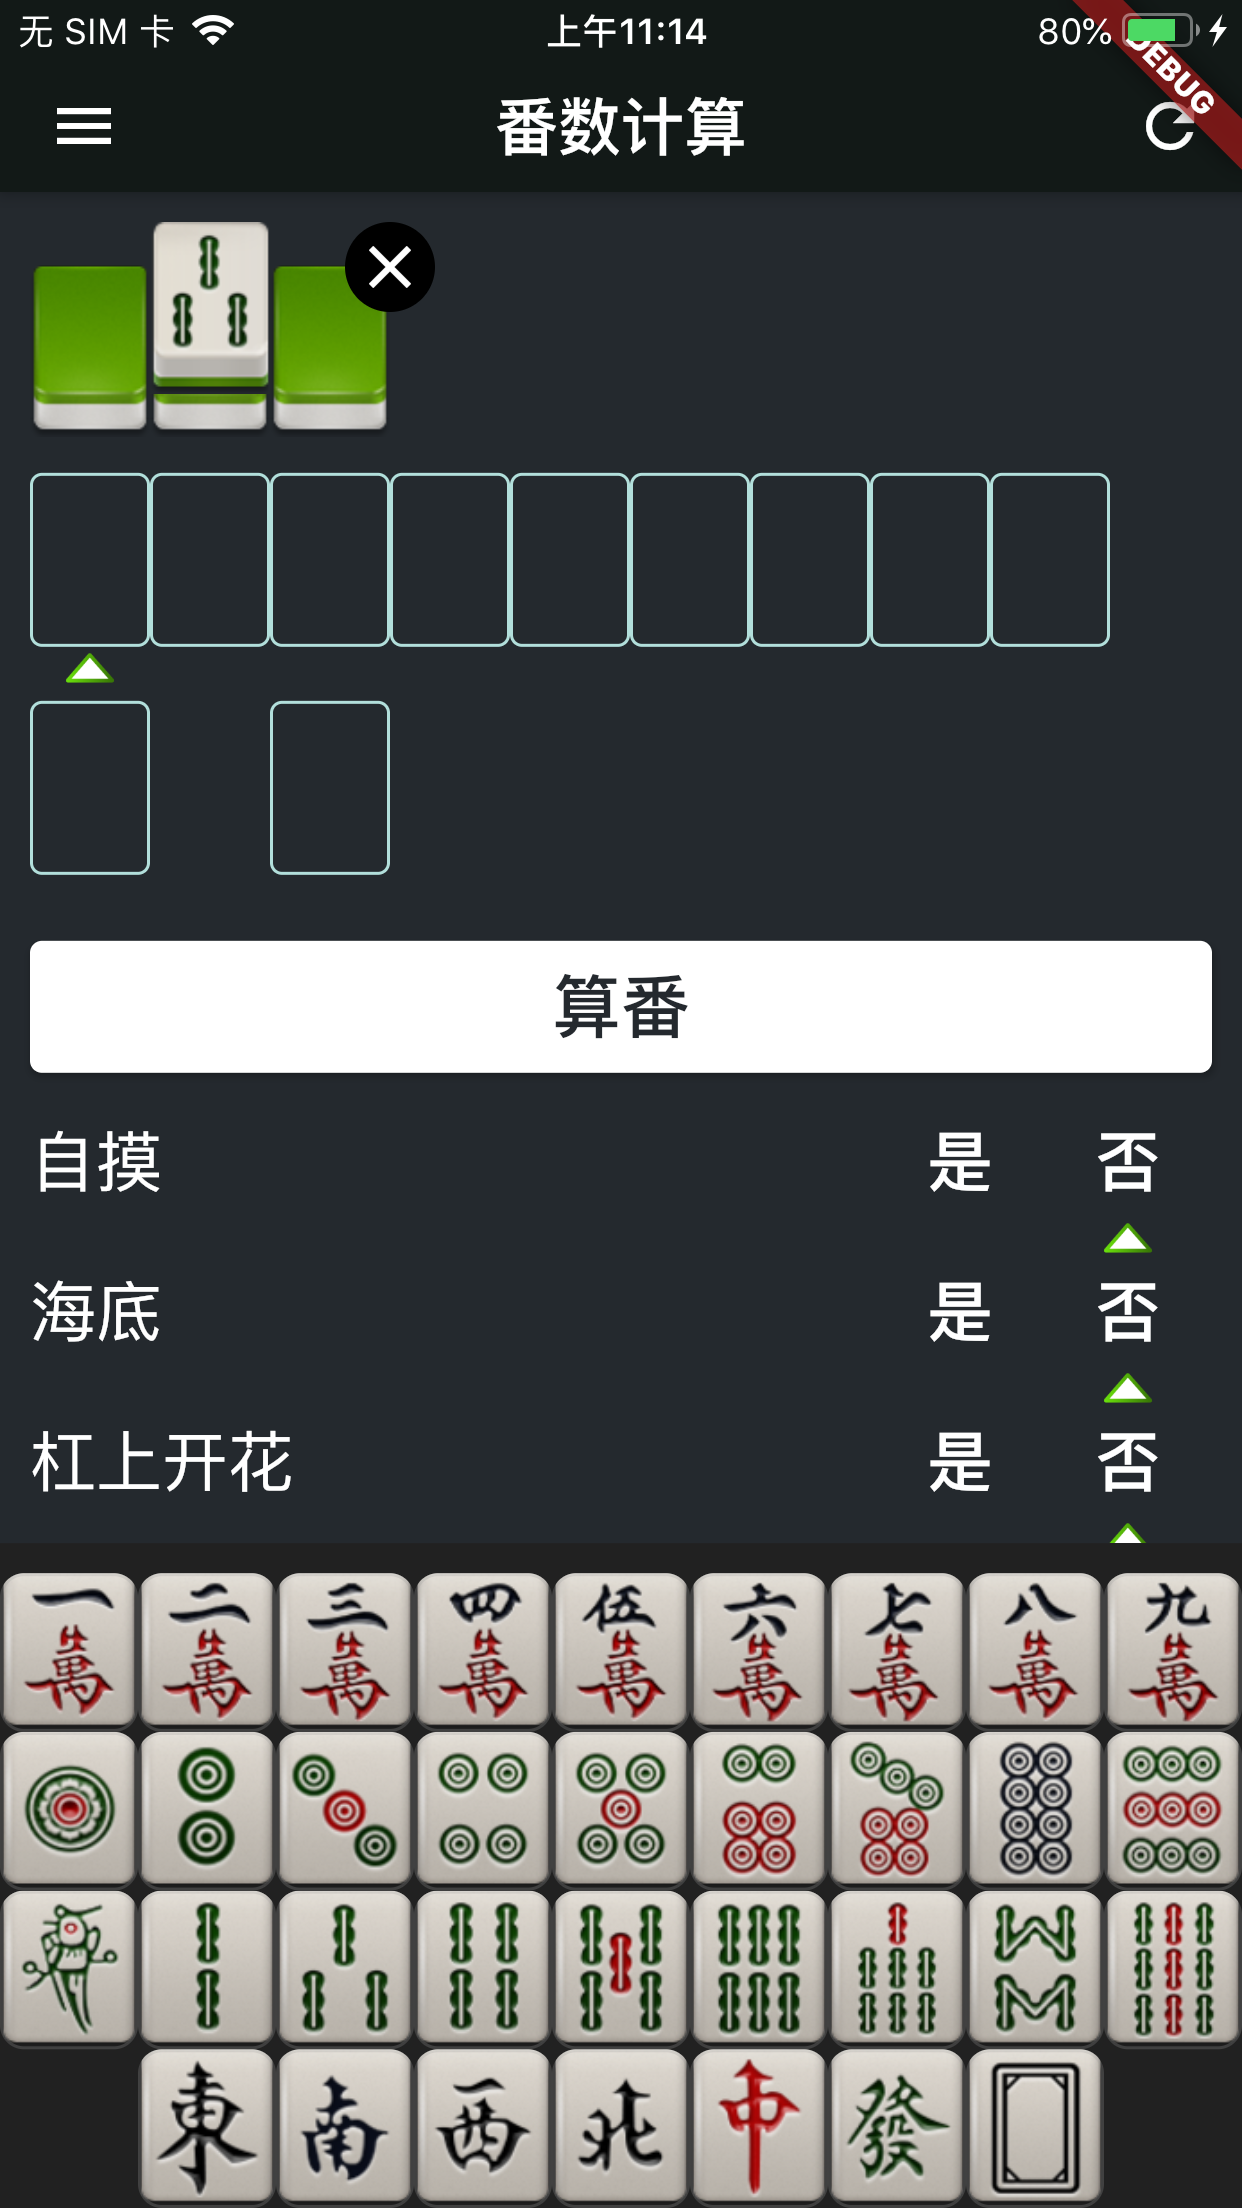 无 SIM 卡
上午11:14
80%
DEBUG
番数计算
算番
自摸 是 否
海底 是 否
杠上开花 是 否
一萬 二萬 三萬 四萬 伍萬 六萬 七萬 八萬 九萬
東 南 西 北 中 發